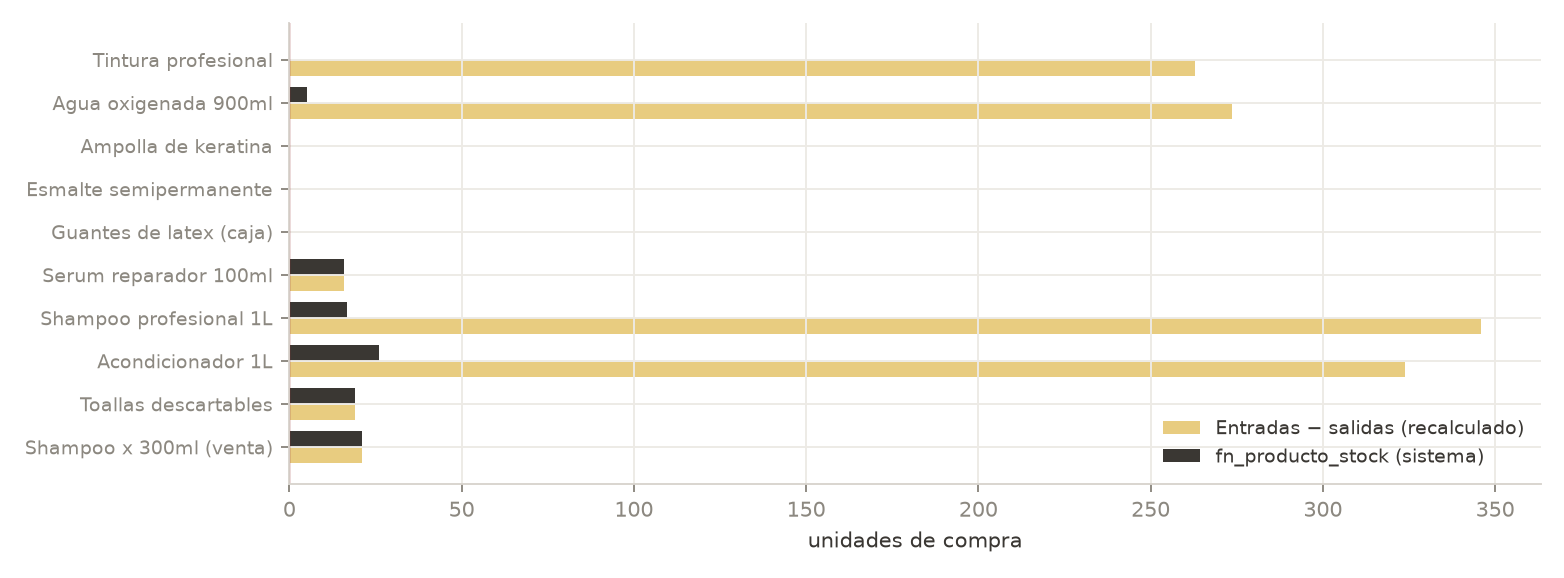 Tintura profesional
Agua oxigenada 900ml
Ampolla de keratina
Esmalte semipermanente
Guantes de latex (caja)
Serum reparador 100ml
Shampoo profesional 1L
Acondicionador 1L
Toallas descartables
Shampoo x 300ml (venta)
Entradas − salidas (recalculado)
fn_producto_stock (sistema)
0 50 100 150 200 250 300 350
unidades de compra